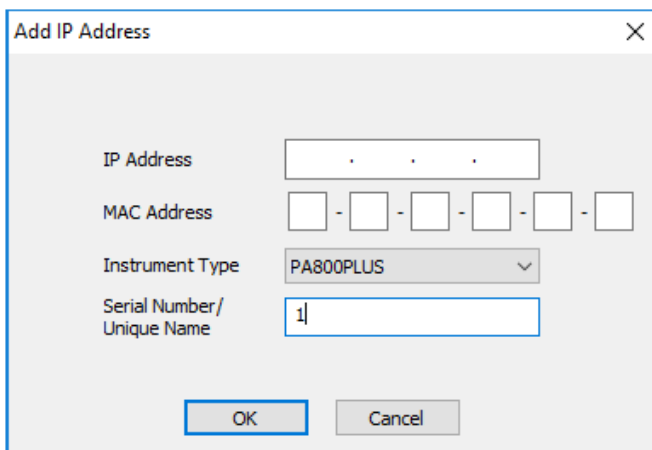 Add IP Address
IP Address . . .
MAC Address - - - - -
Instrument Type PA800PLUS
Serial Number/ 1
Unique Name
OK Cancel